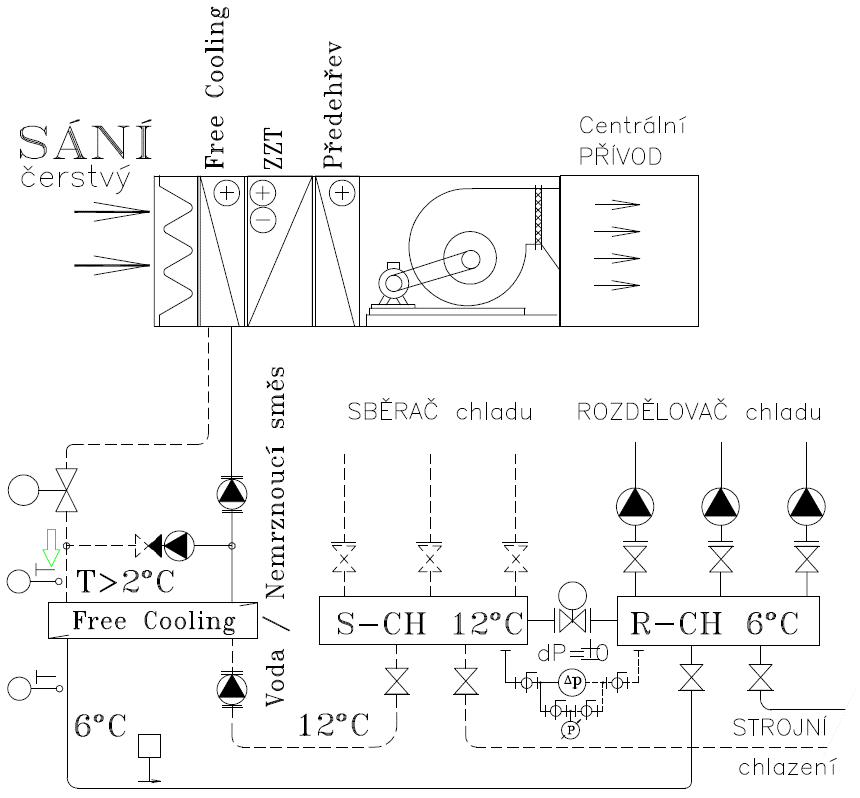 Free Cooling
ZZT
Předehřev
SÁNÍ
čerstvý
Centrální
PŘÍVOD
Voda / Nemrznoucí směs
SBĚRAČ chladu
ROZDĚLOVAČ chladu
T>2°C
Free Cooling
S-CH 12°C
R-CH 6°C
dP=±0
Δp
P
6°C
12°C
STROJNÍ
chlazení